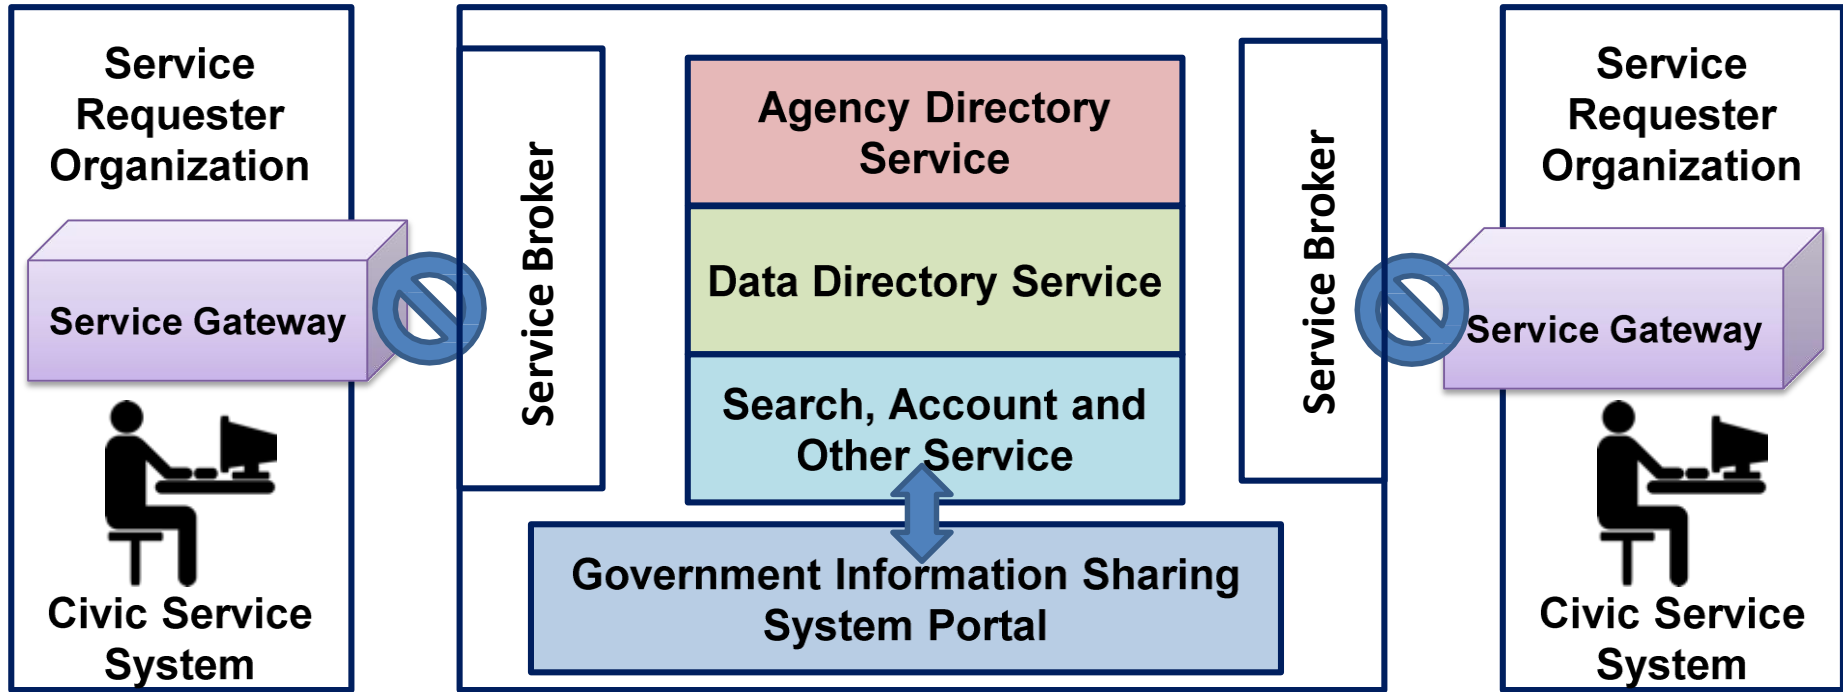 Service
Requester
Organization
Service Gateway
Civic Service
System
Service Broker
Agency Directory
Service
Data Directory Service
Search, Account and
Other Service
Government Information Sharing
System Portal
Service Broker
Service
Requester
Organization
Service Gateway
Civic Service
System